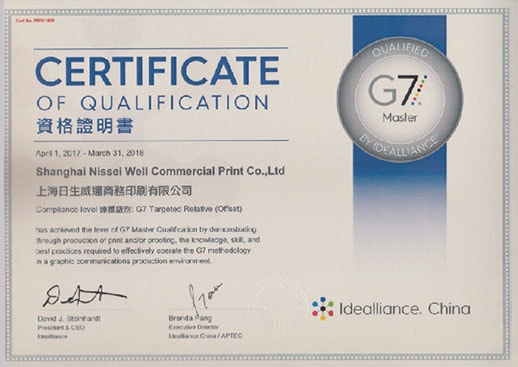 CERTIFICATE
OF QUALIFICATION
資格證明書
April 1, 2017 - March 31, 2018
Shanghai Nissei Well Commercial Print Co.,Ltd
上海日生威爾商務印刷有限公司
Compliance level 達標級別: G7 Targeted Relative (Offset)
has achieved the level of G7 Master Qualification by demonstrating
through production of print and/or proofing, the knowledge, skill, and
best practices required to effectively operate the G7 methodology
in a graphic communications production environment.
David J. Steinhardt
President & CEO
Idealliance
Brenda Pang
Executive Director
Idealliance China / APTEC
QUALIFIED
G7
Master
BY IDEALLIANCE
Idealliance. China